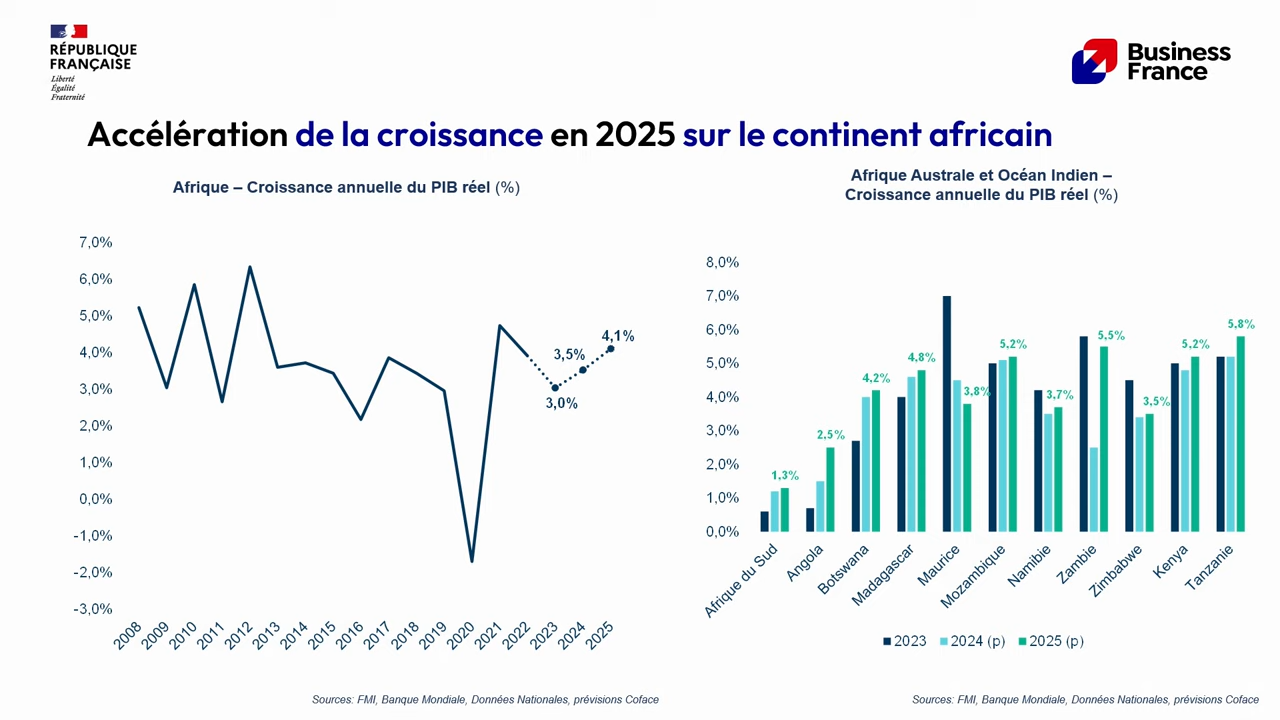 RÉPUBLIQUE
FRANÇAISE
Liberté
Égalité
Fraternité
Business
France
Accélération de la croissance en 2025 sur le continent africain
Afrique – Croissance annuelle du PIB réel (%)
7,0%
6,0%
5,0%
4,0%
3,0%
2,0%
1,0%
0,0%
-1,0%
-2,0%
-3,0%
3,0%
3,5%
4,1%
2008
2009
2010
2011
2012
2013
2014
2015
2016
2017
2018
2019
2020
2021
2022
2023
2024
2025
Sources: FMI, Banque Mondiale, Données Nationales, prévisions Coface
Afrique Australe et Océan Indien –
Croissance annuelle du PIB réel (%)
8,0%
7,0%
6,0%
5,0%
4,0%
3,0%
2,0%
1,0%
0,0%
1,3%
2,5%
4,2%
4,8%
3,8%
5,2%
3,7%
5,5%
3,5%
5,2%
5,8%
Afrique du Sud
Angola
Botswana
Madagascar
Maurice
Mozambique
Namibie
Zambie
Zimbabwe
Kenya
Tanzanie
2023
2024 (p)
2025 (p)
Sources: FMI, Banque Mondiale, Données Nationales, prévisions Coface